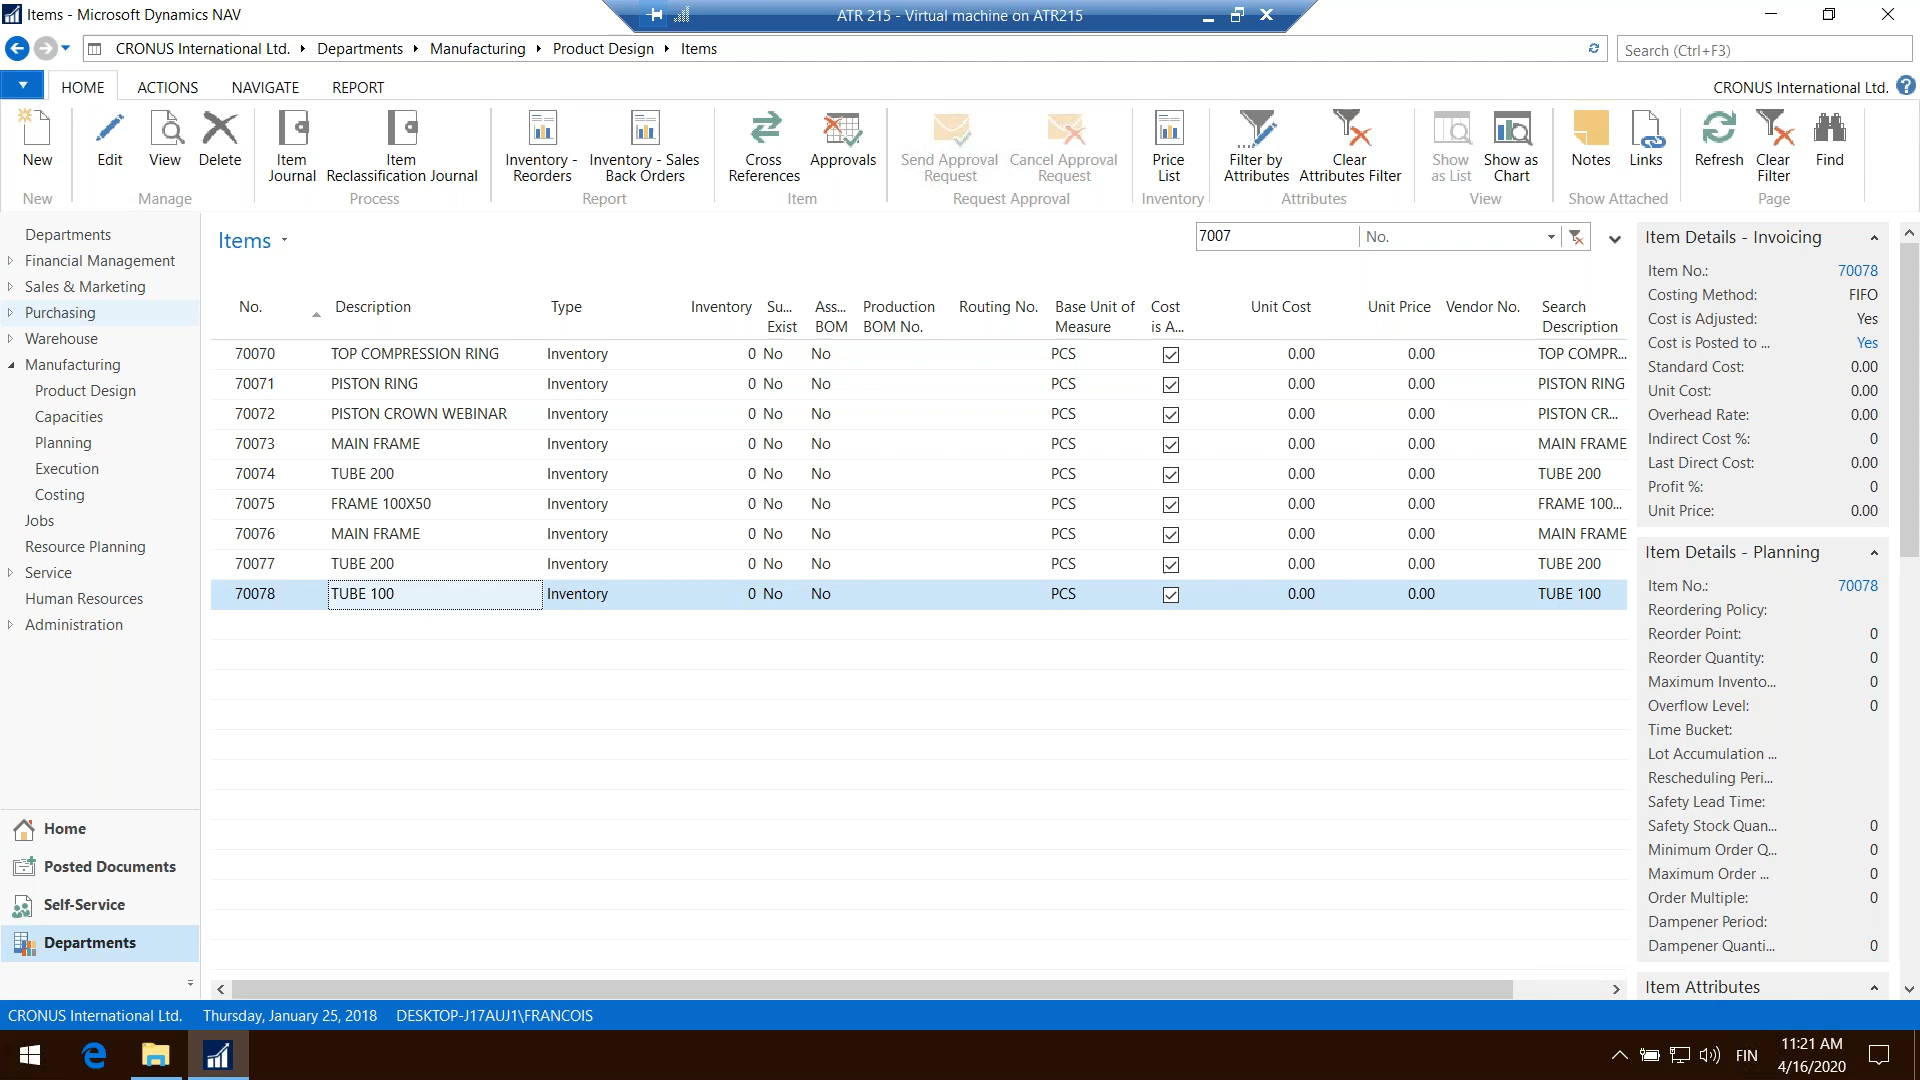 Items - Microsoft Dynamics NAV
ATR 215 - Virtual machine on ATR215
CRONUS International Ltd. Departments Manufacturing Product Design Items
Search (Ctrl+F3)
HOME ACTIONS NAVIGATE REPORT
CRONUS International Ltd.
New
Edit
View
Delete
Item Journal
Item Reclassification Journal
Inventory - Reorders
Inventory - Sales Back Orders
Cross References
Approvals
Send Approval Request
Cancel Approval Request
Price List
Filter by Attributes
Clear Attributes Filter
Show as List
Show as Chart
Notes
Links
Refresh
Clear Filter
Find
New Manage Process Report Item Request Approval Inventory Attributes View Show Attached Page
Departments
Financial Management
Sales & Marketing
Purchasing
Warehouse
Manufacturing
Product Design
Capacities
Planning
Execution
Costing
Jobs
Resource Planning
Service
Human Resources
Administration
Home
Posted Documents
Self-Service
Departments
Items
7007 No.
No. Description Type Inventory Su... Exist Ass... BOM Production BOM No. Routing No. Base Unit of Measure Cost is A... Unit Cost Unit Price Vendor No. Search Description
70070 TOP COMPRESSION RING Inventory 0 No No PCS 0.00 0.00 TOP COMPR...
70071 PISTON RING Inventory 0 No No PCS 0.00 0.00 PISTON RING
70072 PISTON CROWN WEBINAR Inventory 0 No No PCS 0.00 0.00 PISTON CR...
70073 MAIN FRAME Inventory 0 No No PCS 0.00 0.00 MAIN FRAME
70074 TUBE 200 Inventory 0 No No PCS 0.00 0.00 TUBE 200
70075 FRAME 100X50 Inventory 0 No No PCS 0.00 0.00 FRAME 100...
70076 MAIN FRAME Inventory 0 No No PCS 0.00 0.00 MAIN FRAME
70077 TUBE 200 Inventory 0 No No PCS 0.00 0.00 TUBE 200
70078 TUBE 100 Inventory 0 No No PCS 0.00 0.00 TUBE 100
Item Details - Invoicing
Item No.: 70078
Costing Method: FIFO
Cost is Adjusted: Yes
Cost is Posted to ... Yes
Standard Cost: 0.00
Unit Cost: 0.00
Overhead Rate: 0.00
Indirect Cost %: 0
Last Direct Cost: 0.00
Profit %: 0
Unit Price: 0.00
Item Details - Planning
Item No.: 70078
Reordering Policy:
Reorder Point: 0
Reorder Quantity: 0
Maximum Invento... 0
Overflow Level: 0
Time Bucket:
Lot Accumulation ...
Rescheduling Peri...
Safety Lead Time:
Safety Stock Quan... 0
Minimum Order Q... 0
Maximum Order ... 0
Order Multiple: 0
Dampener Period:
Dampener Quanti... 0
Item Attributes
CRONUS International Ltd. Thursday, January 25, 2018 DESKTOP-J17AUJ1\FRANCOIS
FIN
11:21 AM
4/16/2020